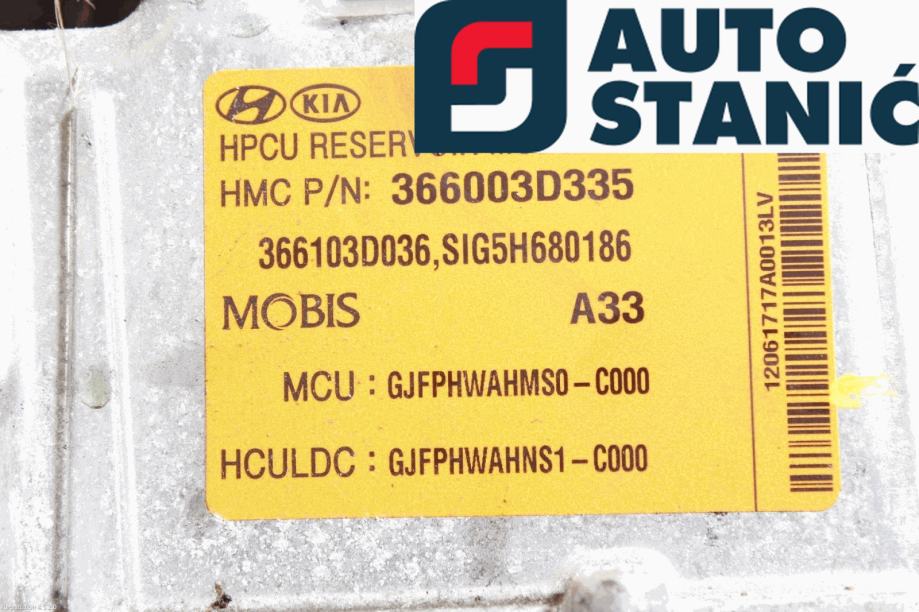 AUTO
STANIĆ
KIA
HPCU
HMC P/N: 366003D335
366103D036,SIG5H680186
MOBIS A33
MCU : GJFPHWAHMS0-C000
HCULDC : GJFPHWAHNS1-C000
12061717A0013LV